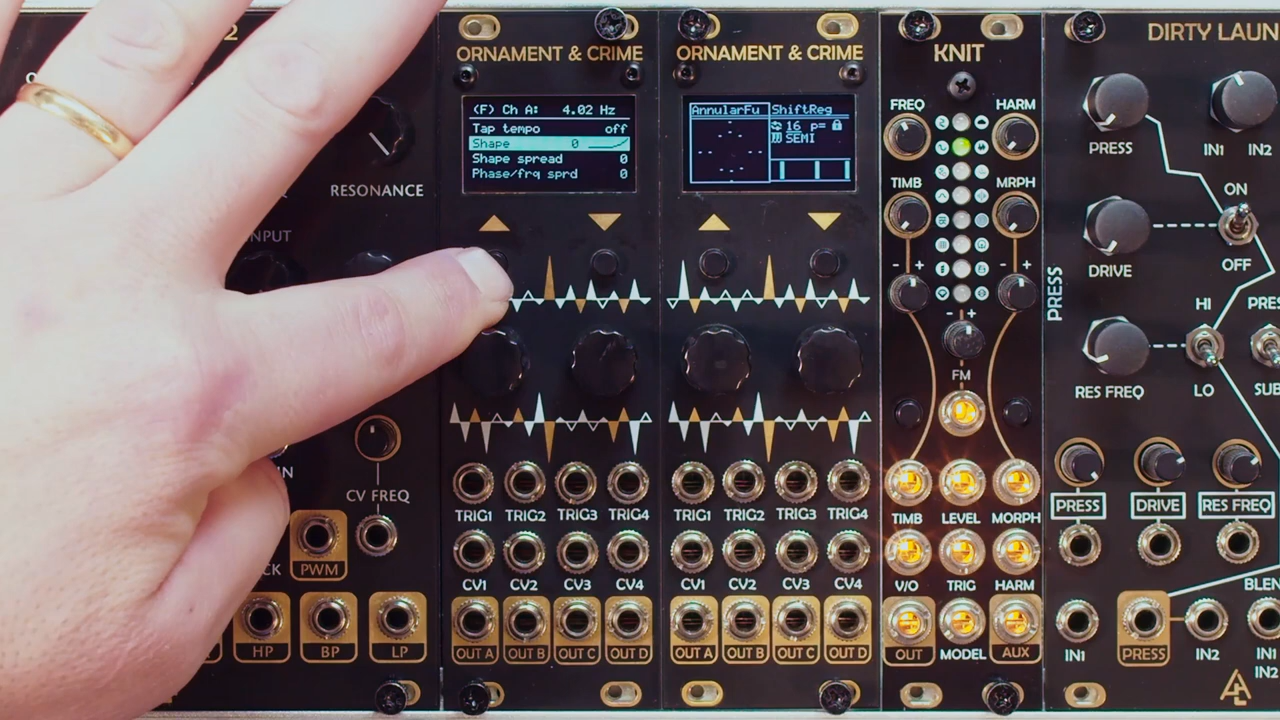 2
RESONANCE
INPUT
CV FREQ
PWM
HP
BP
LP
ORNAMENT & CRIME
(F) Ch A: 4.02 Hz
Tap tempo off
Shape 0
Shape spread 0
Phase/frq sprd 0
TRIG1 TRIG2 TRIG3 TRIG4
CV1 CV2 CV3 CV4
OUT A OUT B OUT C OUT D
ORNAMENT & CRIME
AnnularFu ShiftReg
16 p=
SEMI
TRIG1 TRIG2 TRIG3 TRIG4
CV1 CV2 CV3 CV4
OUT A OUT B OUT C OUT D
KNIT
FREQ HARM
TIMB MRPH
- + - +
- +
FM
TIMB LEVEL MORPH
V/O TRIG HARM
OUT MODEL AUX
DIRTY LAUN
PRESS IN1 IN2
ON
DRIVE OFF
PRESS
HI PRES
RES FREQ LO SUB
PRESS DRIVE RES FREQ
BLEN
IN1 PRESS IN2 IN1
IN2